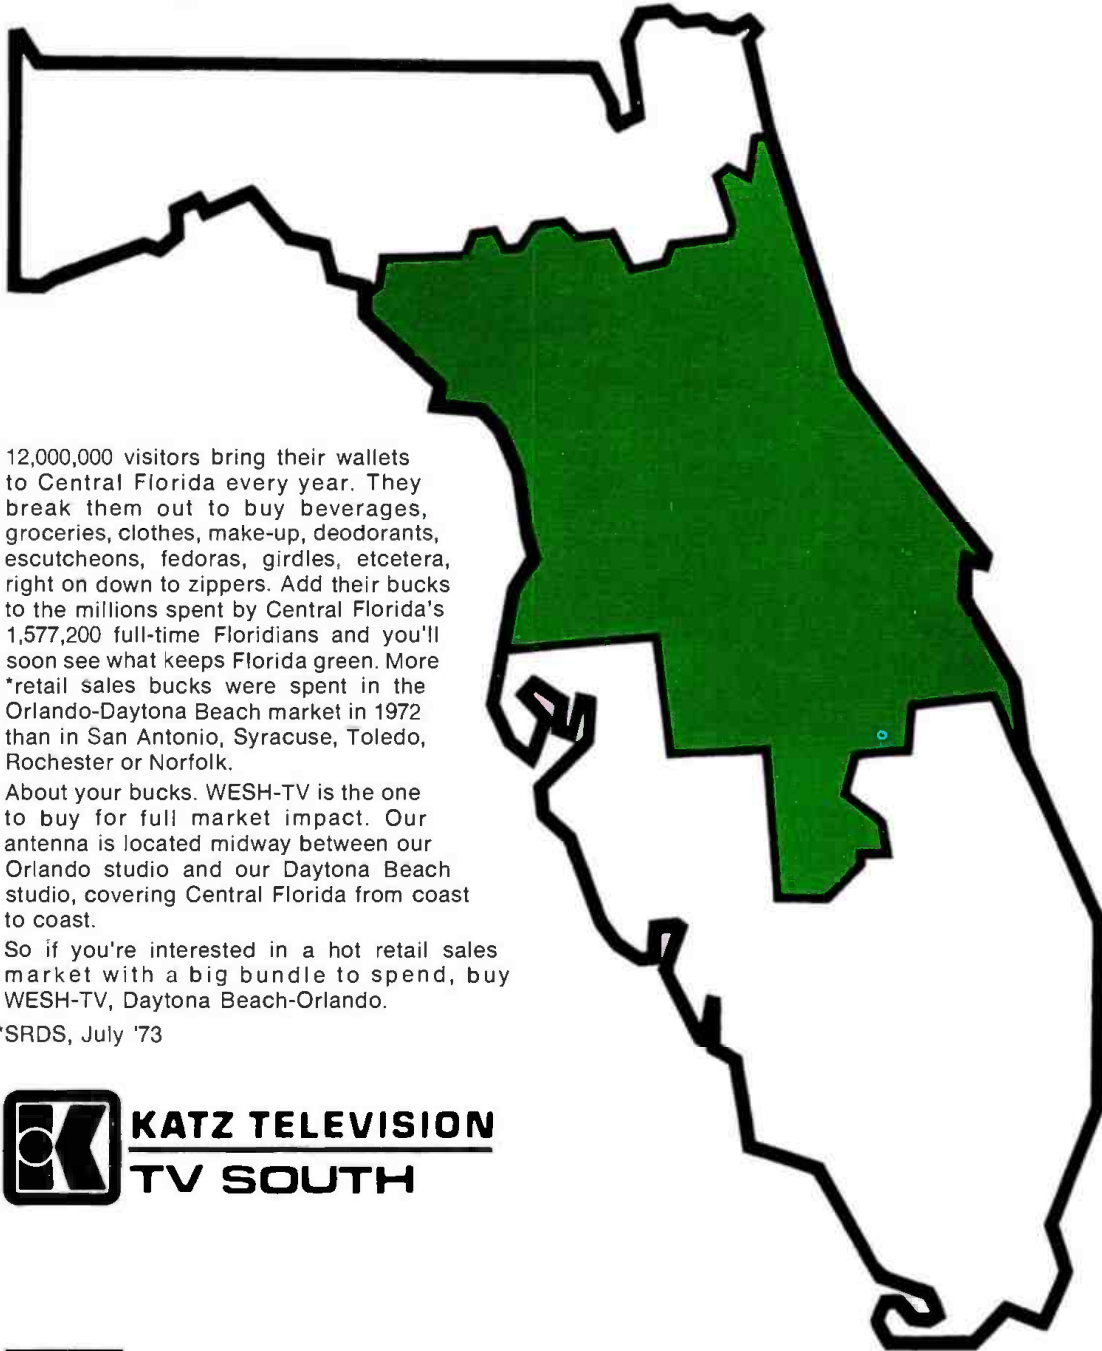 12,000,000 visitors bring their wallets
to Central Florida every year. They
break them out to buy beverages,
groceries, clothes, make-up, deodorants,
escutcheons, fedoras, girdles, etcetera,
right on down to zippers. Add their bucks
to the millions spent by Central Florida's
1,577,200 full-time Floridians and you'll
soon see what keeps Florida green. More
*retail sales bucks were spent in the
Orlando-Daytona Beach market in 1972
than in San Antonio, Syracuse, Toledo,
Rochester or Norfolk.
About your bucks. WESH-TV is the one
to buy for full market impact. Our
antenna is located midway between our
Orlando studio and our Daytona Beach
studio, covering Central Florida from coast
to coast.
So if you're interested in a hot retail sales
market with a big bundle to spend, buy
WESH-TV, Daytona Beach-Orlando.
*SRDS, July '73
K KATZ TELEVISION
TV SOUTH